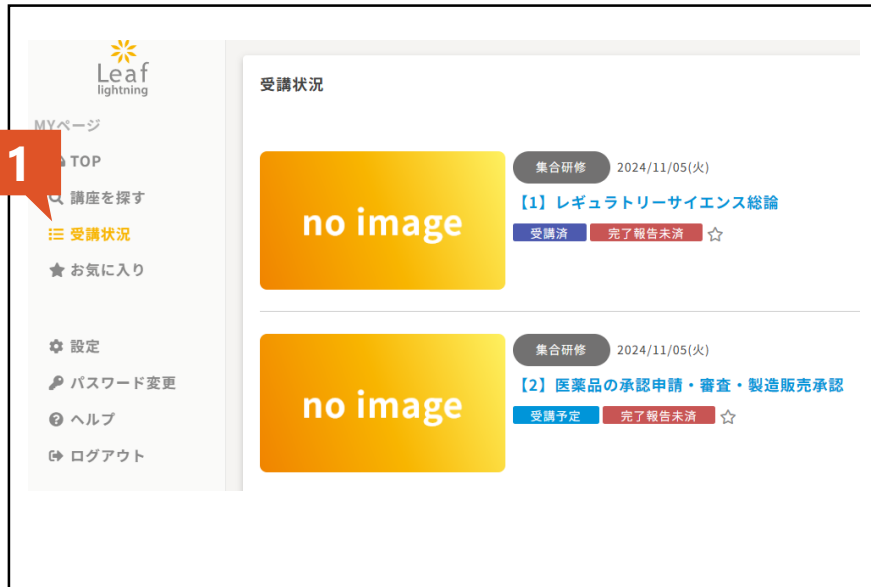 Leaf
lightning
MYページ
1
TOP
講座を探す
受講状況
お気に入り
設定
パスワード変更
ヘルプ
ログアウト
受講状況
no image
集合研修 2024/11/05(火)
【1】レギュラトリーサイエンス総論
受講済 完了報告未済
no image
集合研修 2024/11/05(火)
【2】医薬品の承認申請・審査・製造販売承認
受講予定 完了報告未済